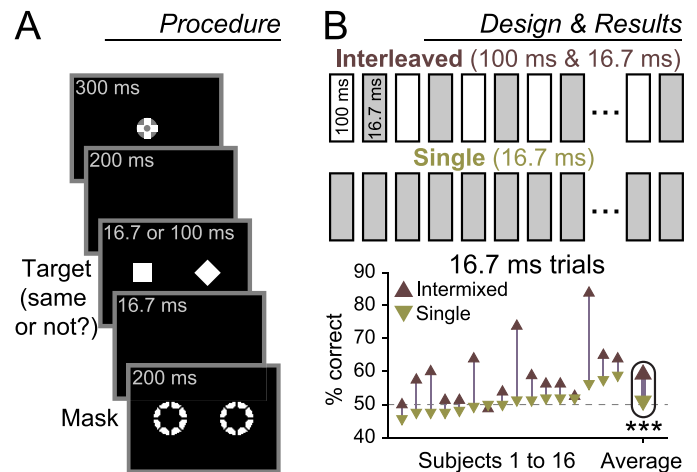 A
Procedure
300 ms
200 ms
16.7 or 100 ms
Target
(same
or not?)
16.7 ms
200 ms
Mask
B
Design & Results
Interleaved (100 ms & 16.7 ms)
100 ms
16.7 ms
...
Single (16.7 ms)
...
16.7 ms trials
Intermixed
Single
% correct
90
80
70
60
50
40
***
Subjects 1 to 16
Average